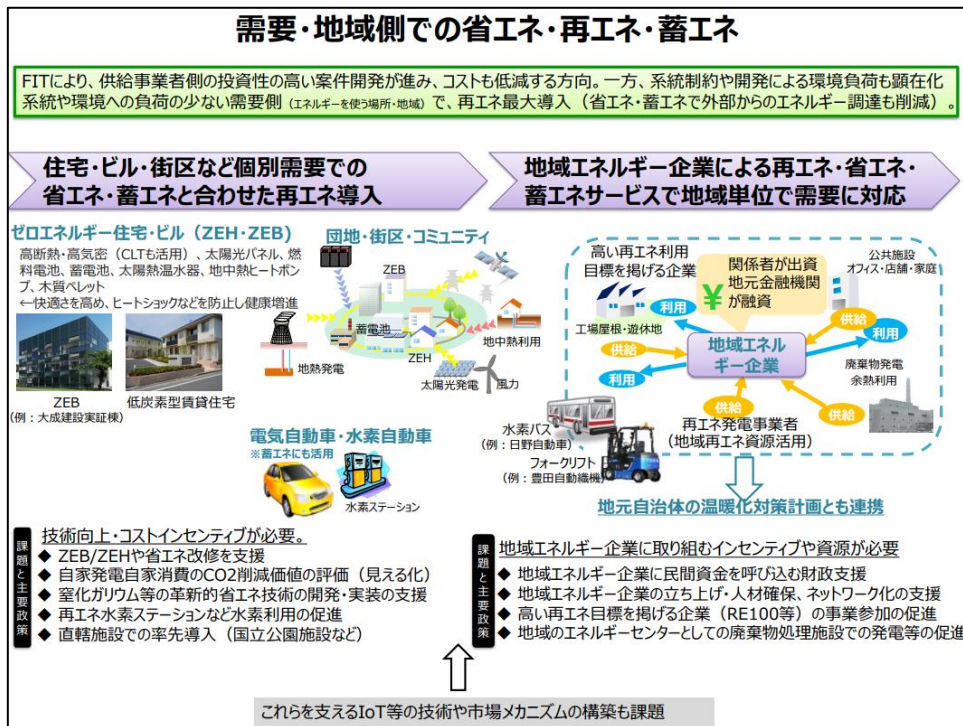 需要・地域側での省エネ・再エネ・蓄エネ
FITにより、供給事業者側の投資性の高い案件開発が進み、コストも低減する方向。一方、系統制約や開発による環境負荷も顕在化
系統や環境への負荷の少ない需要側（エネルギーを使う場所・地域）で、再エネ最大導入（省エネ・蓄エネで外部からのエネルギー調達も削減）。
住宅・ビル・街区など個別需要での
省エネ・蓄エネと合わせた再エネ導入
ゼロエネルギー住宅・ビル（ZEH・ZEB）
高断熱・高気密（CLTも活用）、太陽光パネル、燃
料電池、蓄電池、太陽熱温水器、地中熱ヒートポン
プ、木質ペレット
←快適さを高め、ヒートショックなどを防止し健康増進
ZEB
（例：大成建設実証棟）
低炭素型賃貸住宅
団地・街区・コミュニティ
ZEB
蓄電池
ZEH
地熱発電
地中熱利用
太陽光発電
風力
電気自動車・水素自動車
※蓄エネにも活用
水素ステーション
課題と主要政策
技術向上・コストインセンティブが必要。
◆ ZEB/ZEHや省エネ改修を支援
◆ 自家発電自家消費のCO2削減価値の評価（見える化）
◆ 窒化ガリウム等の革新的省エネ技術の開発・実装の支援
◆ 再エネ水素ステーションなど水素利用の促進
◆ 直轄施設での率先導入（国立公園施設など）
地域エネルギー企業による再エネ・省エネ・
蓄エネサービスで地域単位で需要に対応
高い再エネ利用
目標を掲げる企業
工場屋根・遊休地
¥
関係者が出資
地元金融機関
が融資
公共施設
オフィス・店舗・家庭
利用
供給
利用
供給
利用
地域エネル
ギー企業
廃棄物発電
余熱利用
供給
供給
再エネ発電事業者
（地域再エネ資源活用）
水素バス
（例：日野自動車）
フォークリフト
（例：豊田自動織機）
地元自治体の温暖化対策計画とも連携
課題と主要政策
地域エネルギー企業に取り組むインセンティブや資源が必要
◆ 地域エネルギー企業に民間資金を呼び込む財政支援
◆ 地域エネルギー企業の立ち上げ・人材確保、ネットワーク化の支援
◆ 高い再エネ目標を掲げる企業（RE100等）の事業参加の促進
◆ 地域のエネルギーセンターとしての廃棄物処理施設での発電等の促進
これらを支えるIoT等の技術や市場メカニズムの構築も課題